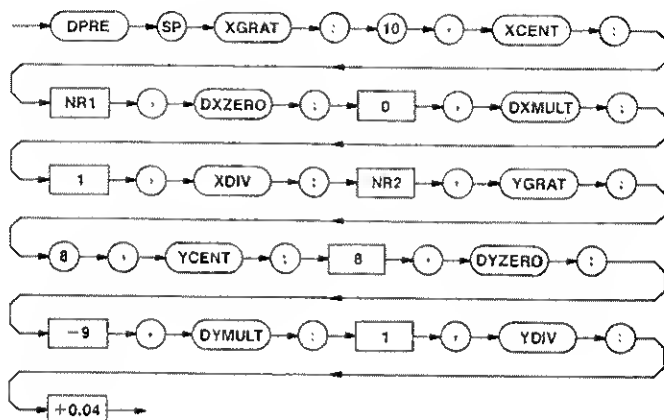 DPRE SP XGRAT : 10 , XCENT :
NR1 , DXZERO : 0 , DXMULT :
1 , XDIV : NR2 , YGRAT :
8 , YCENT : 8 , DYZERO :
−9 , DYMULT : 1 , YDIV :
+0.04